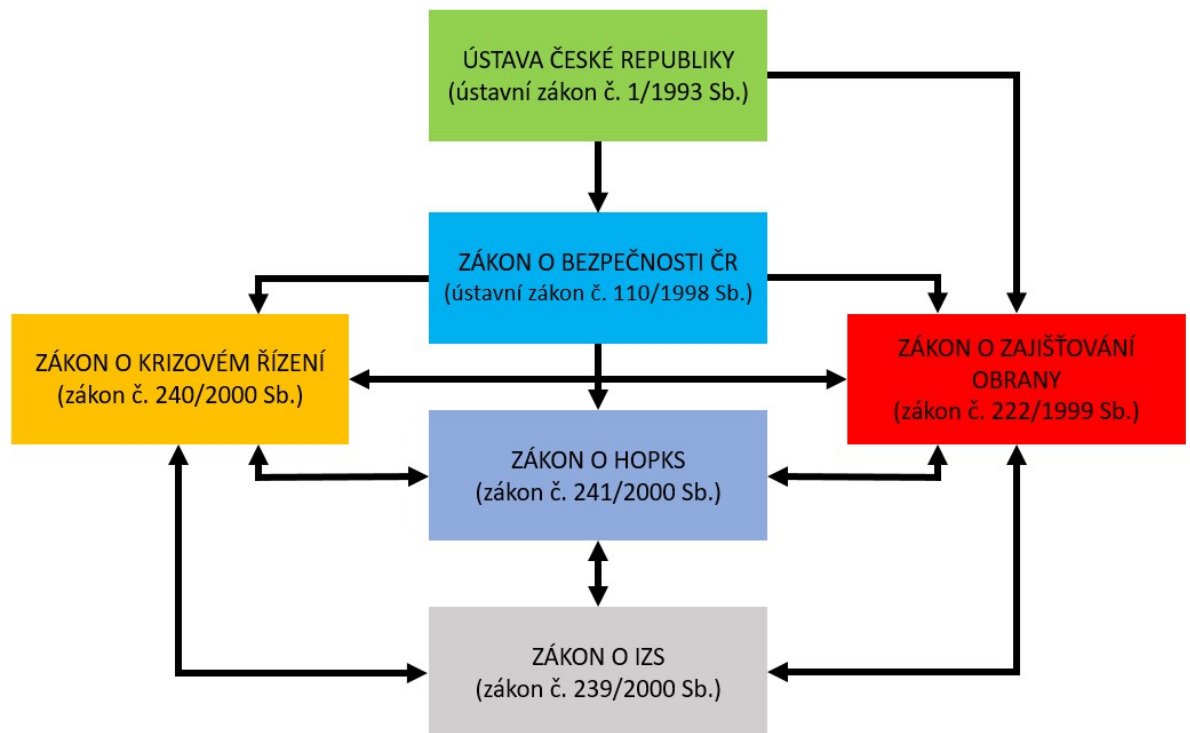 ÚSTAVA ČESKÉ REPUBLIKY
(ústavní zákon č. 1/1993 Sb.)
ZÁKON O BEZPEČNOSTI ČR
(ústavní zákon č. 110/1998 Sb.)
ZÁKON O KRIZOVÉM ŘÍZENÍ
(zákon č. 240/2000 Sb.)
ZÁKON O ZAJIŠŤOVÁNÍ
OBRANY
(zákon č. 222/1999 Sb.)
ZÁKON O HOPKS
(zákon č. 241/2000 Sb.)
ZÁKON O IZS
(zákon č. 239/2000 Sb.)